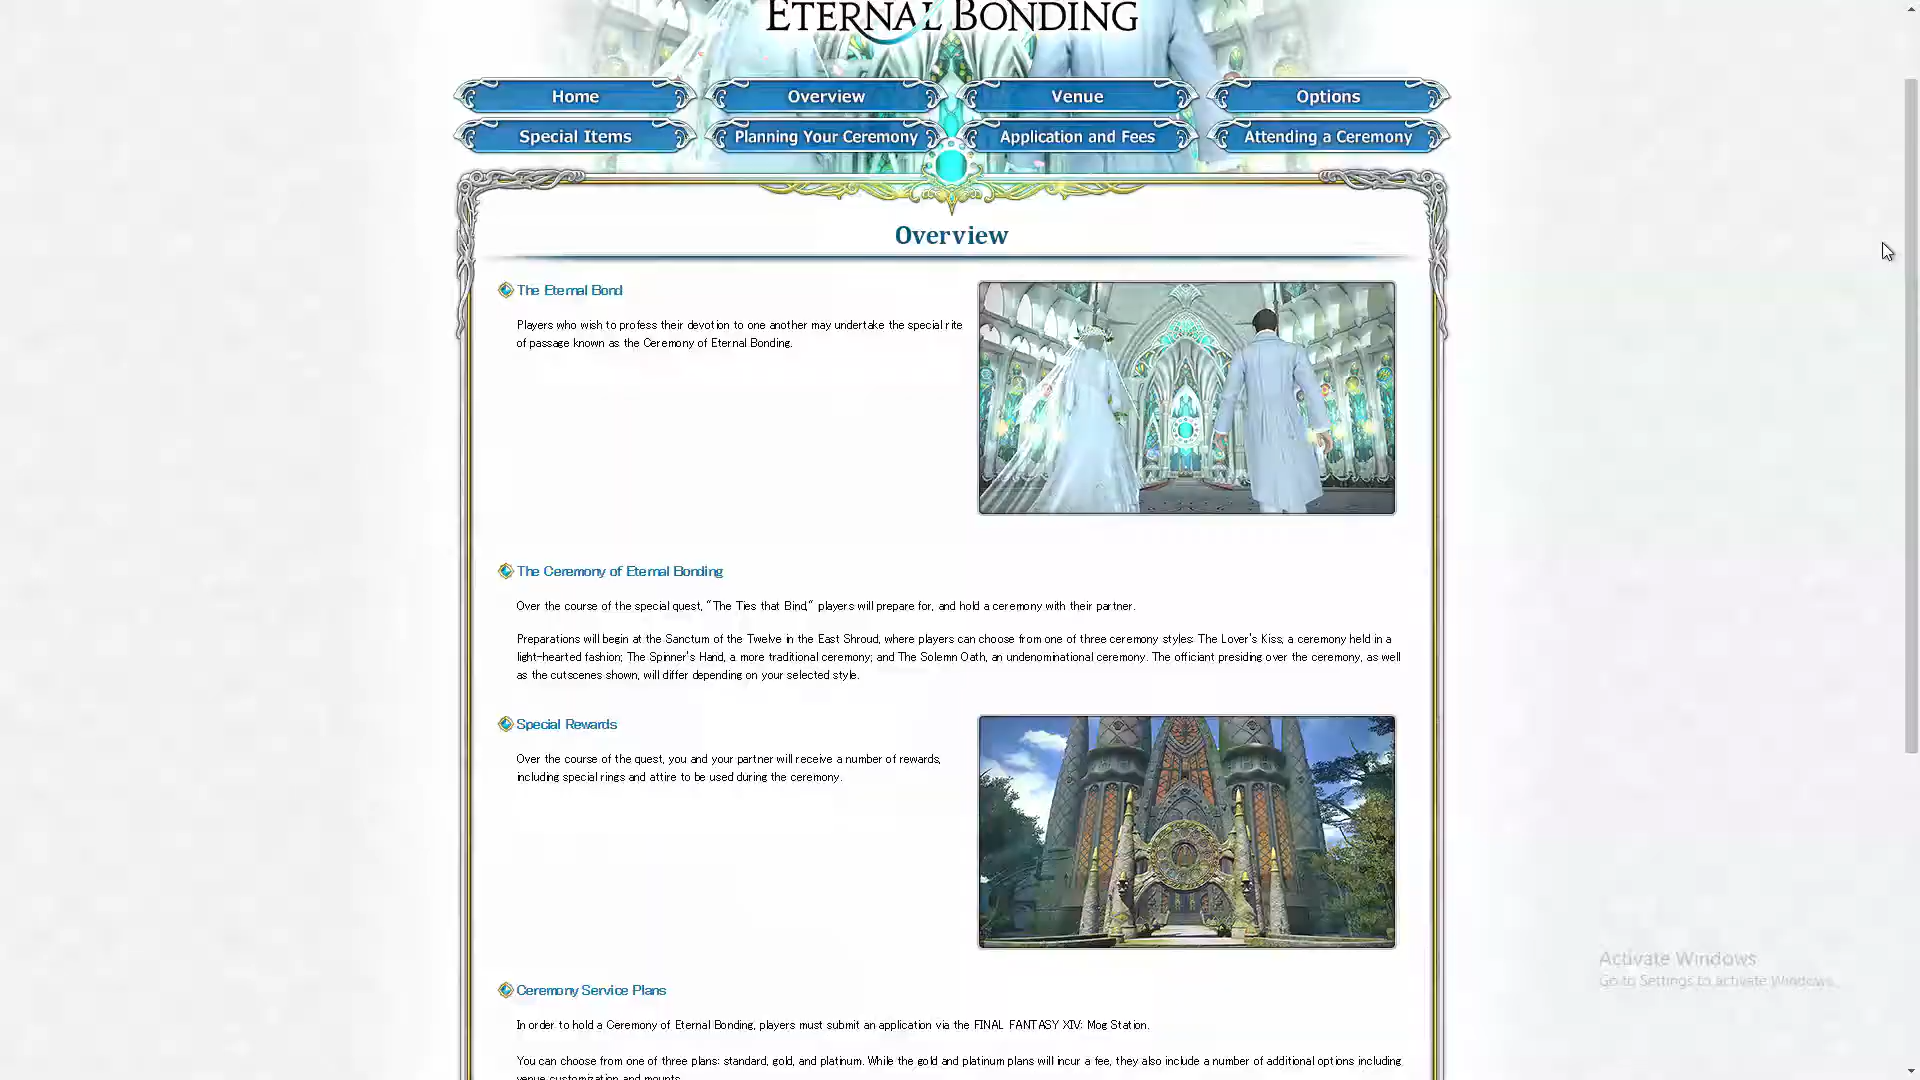 ETERNAL BONDING
Home
Overview
Venue
Options
Special Items
Planning Your Ceremony
Application and Fees
Attending a Ceremony
Overview
The Eternal Bond
Players who wish to profess their devotion to one another may undertake the special rite
of passage known as the Ceremony of Eternal Bonding.
The Ceremony of Eternal Bonding
Over the course of the special quest, "The Ties that Bind," players will prepare for, and hold a ceremony with their partner.
Preparations will begin at the Sanctum of the Twelve in the East Shroud, where players can choose from one of three ceremony styles: The Lover's Kiss, a ceremony held in a
light-hearted fashion; The Spinner's Hand, a more traditional ceremony; and The Solemn Oath, an undenominational ceremony. The officiant presiding over the ceremony, as well
as the cutscenes shown, will differ depending on your selected style.
Special Rewards
Over the course of the quest, you and your partner will receive a number of rewards,
including special rings and attire to be used during the ceremony.
Ceremony Service Plans
In order to hold a Ceremony of Eternal Bonding, players must submit an application via the FINAL FANTASY XIV: Mog Station.
You can choose from one of three plans: standard, gold, and platinum. While the gold and platinum plans will incur a fee, they also include a number of additional options including
venue customization and mounts.
Activate Windows
Go to Settings to activate Windows.